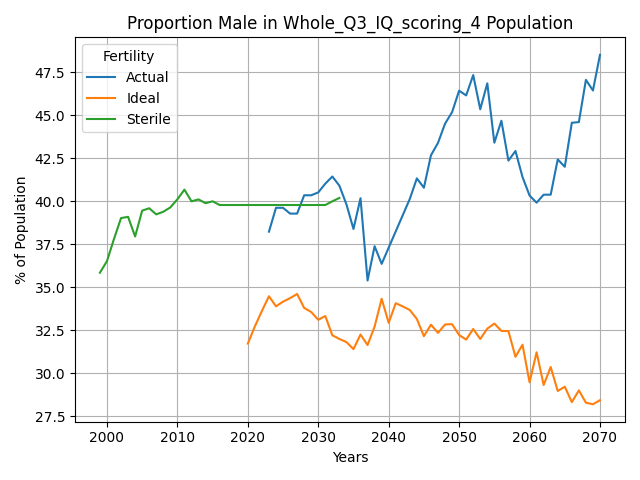 Proportion Male in Whole_Q3_IQ_scoring_4 Population
Fertility
Actual
Ideal
Sterile
% of Population
47.5
45.0
42.5
40.0
37.5
35.0
32.5
30.0
27.5
2000 2010 2020 2030 2040 2050 2060 2070
Years